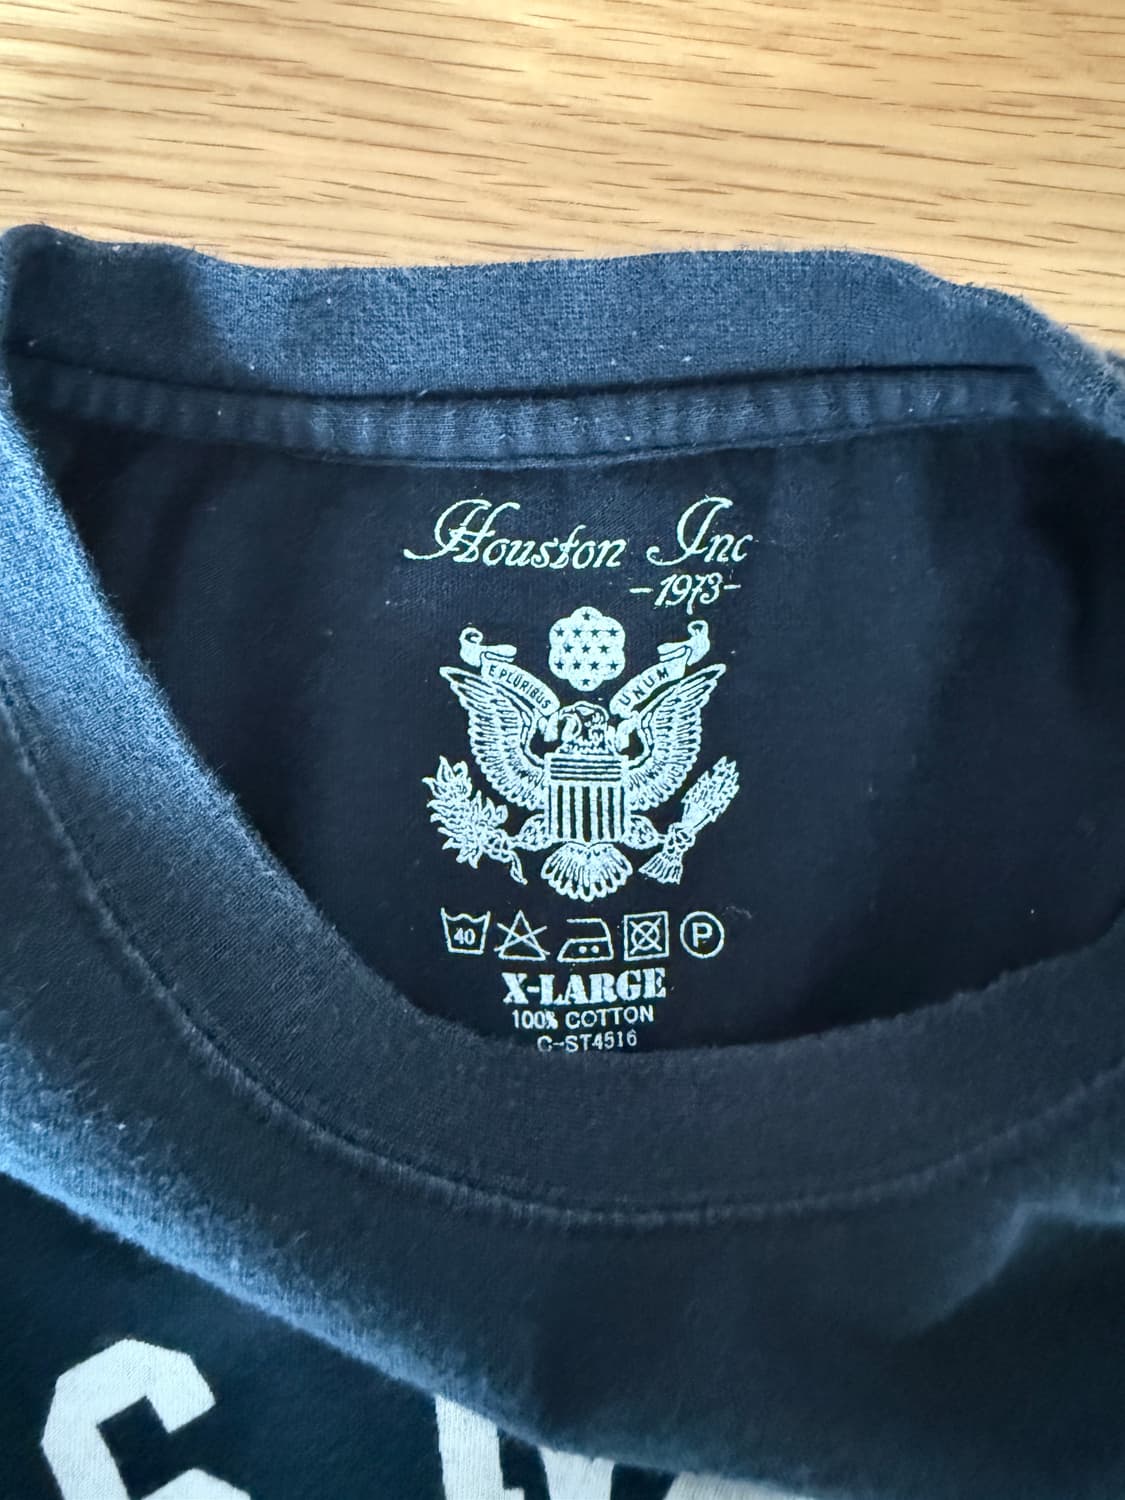 Houston Inc
-1973-
E PLURIBUS UNUM
40 P
X-LARGE
100% COTTON
C-ST4516